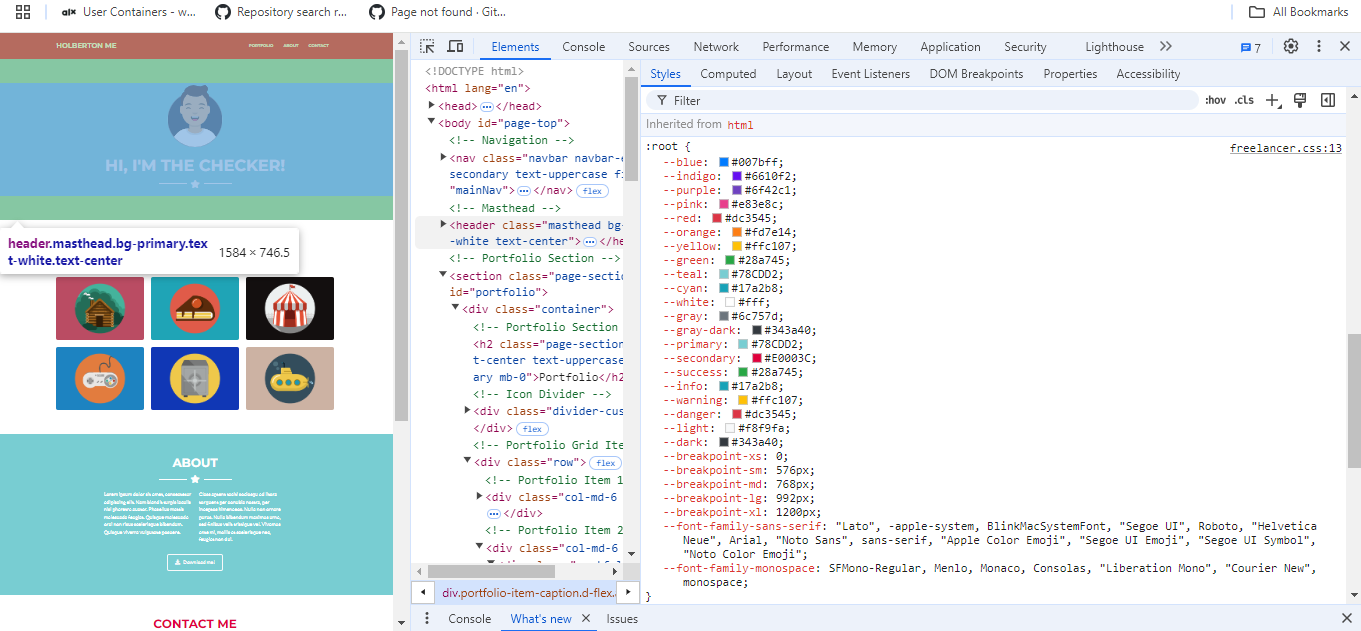 alx User Containers - w...
Repository search r...
Page not found · Git...
All Bookmarks
HOLBERTON ME
PORTFOLIO ABOUT CONTACT
HI, I'M THE CHECKER!
header.masthead.bg-primary.tex
t-white.text-center
1584 × 746.5
ABOUT
Download me!
CONTACT ME
Elements Console Sources Network Performance Memory Application Security Lighthouse
7
<!DOCTYPE html>
<html lang="en">
<head> ··· </head>
<body id="page-top">
<!-- Navigation -->
<nav class="navbar navbar-e
secondary text-uppercase fi
"mainNav"> ··· </nav> flex
<!-- Masthead -->
<header class="masthead bg-
-white text-center"> ··· </he
<!-- Portfolio Section -->
<section class="page-sectio
id="portfolio">
<div class="container">
<!-- Portfolio Section
<h2 class="page-section
t-center text-uppercase
ary mb-0">Portfolio</h2
<!-- Icon Divider -->
<div class="divider-cus
</div> flex
<!-- Portfolio Grid Ite
<div class="row"> flex
<!-- Portfolio Item 1
<div class="col-md-6
··· </div>
<!-- Portfolio Item 2
<div class="col-md-6
div.portfolio-item-caption.d-flex.
Styles Computed Layout Event Listeners DOM Breakpoints Properties Accessibility
Filter
:hov .cls
Inherited from html
:root {
freelancer.css:13
--blue: #007bff;
--indigo: #6610f2;
--purple: #6f42c1;
--pink: #e83e8c;
--red: #dc3545;
--orange: #fd7e14;
--yellow: #ffc107;
--green: #28a745;
--teal: #78CDD2;
--cyan: #17a2b8;
--white: #fff;
--gray: #6c757d;
--gray-dark: #343a40;
--primary: #78CDD2;
--secondary: #E0003C;
--success: #28a745;
--info: #17a2b8;
--warning: #ffc107;
--danger: #dc3545;
--light: #f8f9fa;
--dark: #343a40;
--breakpoint-xs: 0;
--breakpoint-sm: 576px;
--breakpoint-md: 768px;
--breakpoint-lg: 992px;
--breakpoint-xl: 1200px;
--font-family-sans-serif: "Lato", -apple-system, BlinkMacSystemFont, "Segoe UI", Roboto, "Helvetica
Neue", Arial, "Noto Sans", sans-serif, "Apple Color Emoji", "Segoe UI Emoji", "Segoe UI Symbol",
"Noto Color Emoji";
--font-family-monospace: SFMono-Regular, Menlo, Monaco, Consolas, "Liberation Mono", "Courier New",
monospace;
}
Console What's new Issues